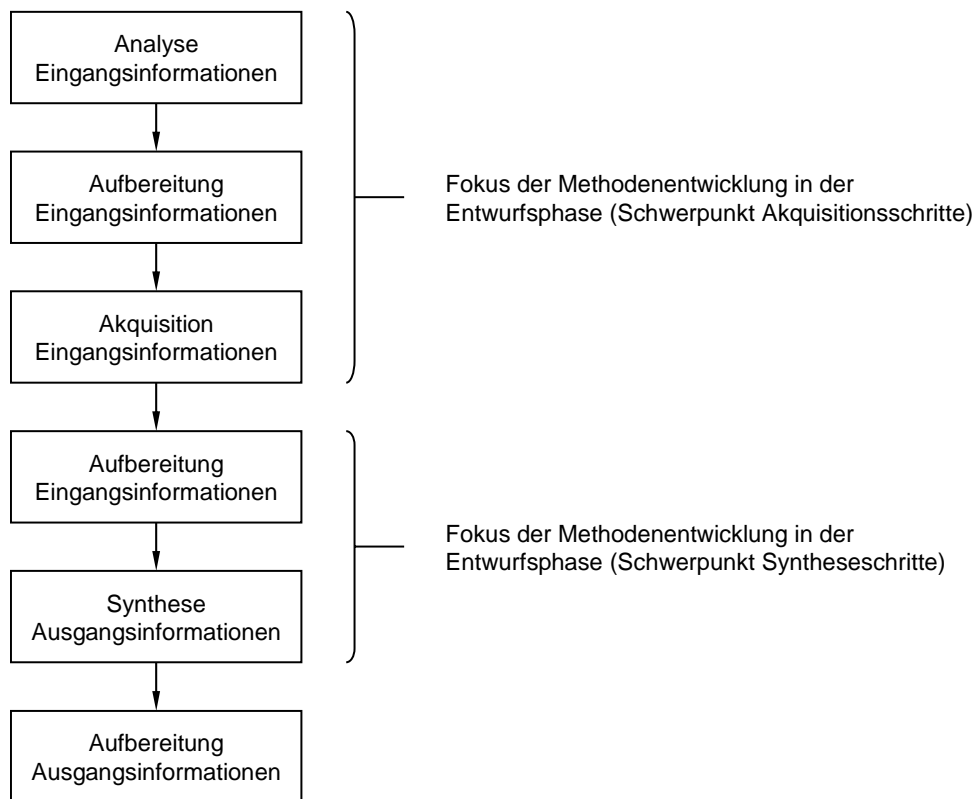 Analyse
Eingangsinformationen
Aufbereitung
Eingangsinformationen
Fokus der Methodenentwicklung in der
Entwurfsphase (Schwerpunkt Akquisitionsschritte)
Akquisition
Eingangsinformationen
Aufbereitung
Eingangsinformationen
Fokus der Methodenentwicklung in der
Entwurfsphase (Schwerpunkt Syntheseschritte)
Synthese
Ausgangsinformationen
Aufbereitung
Ausgangsinformationen